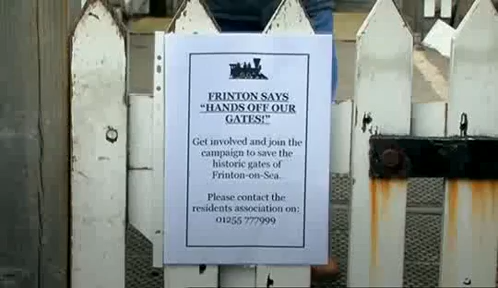 FRINTON SAYS
"HANDS OFF OUR
GATES!"
Get involved and join the
campaign to save the
historic gates of
Frinton-on-Sea.
Please contact the
residents association on:
01255 777999